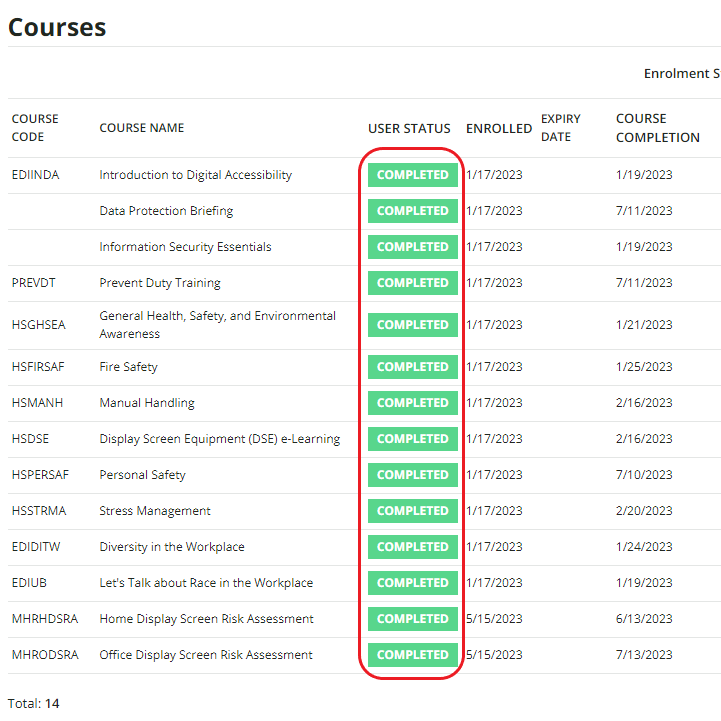 Courses
Enrolment S
COURSE CODE COURSE NAME USER STATUS ENROLLED EXPIRY DATE COURSE COMPLETION
EDIINDA Introduction to Digital Accessibility COMPLETED 1/17/2023 1/19/2023
Data Protection Briefing COMPLETED 1/17/2023 7/11/2023
Information Security Essentials COMPLETED 1/17/2023 1/19/2023
PREVDT Prevent Duty Training COMPLETED 1/17/2023 7/11/2023
HSGHSEA General Health, Safety, and Environmental Awareness COMPLETED 1/17/2023 1/21/2023
HSFIRSAF Fire Safety COMPLETED 1/17/2023 1/25/2023
HSMANH Manual Handling COMPLETED 1/17/2023 2/16/2023
HSDSE Display Screen Equipment (DSE) e-Learning COMPLETED 1/17/2023 2/16/2023
HSPERSAF Personal Safety COMPLETED 1/17/2023 7/10/2023
HSSTRMA Stress Management COMPLETED 1/17/2023 2/20/2023
EDIDITW Diversity in the Workplace COMPLETED 1/17/2023 1/24/2023
EDIUB Let's Talk about Race in the Workplace COMPLETED 1/17/2023 1/19/2023
MHRHDSRA Home Display Screen Risk Assessment COMPLETED 5/15/2023 6/13/2023
MHRODSRA Office Display Screen Risk Assessment COMPLETED 5/15/2023 7/13/2023
Total: 14